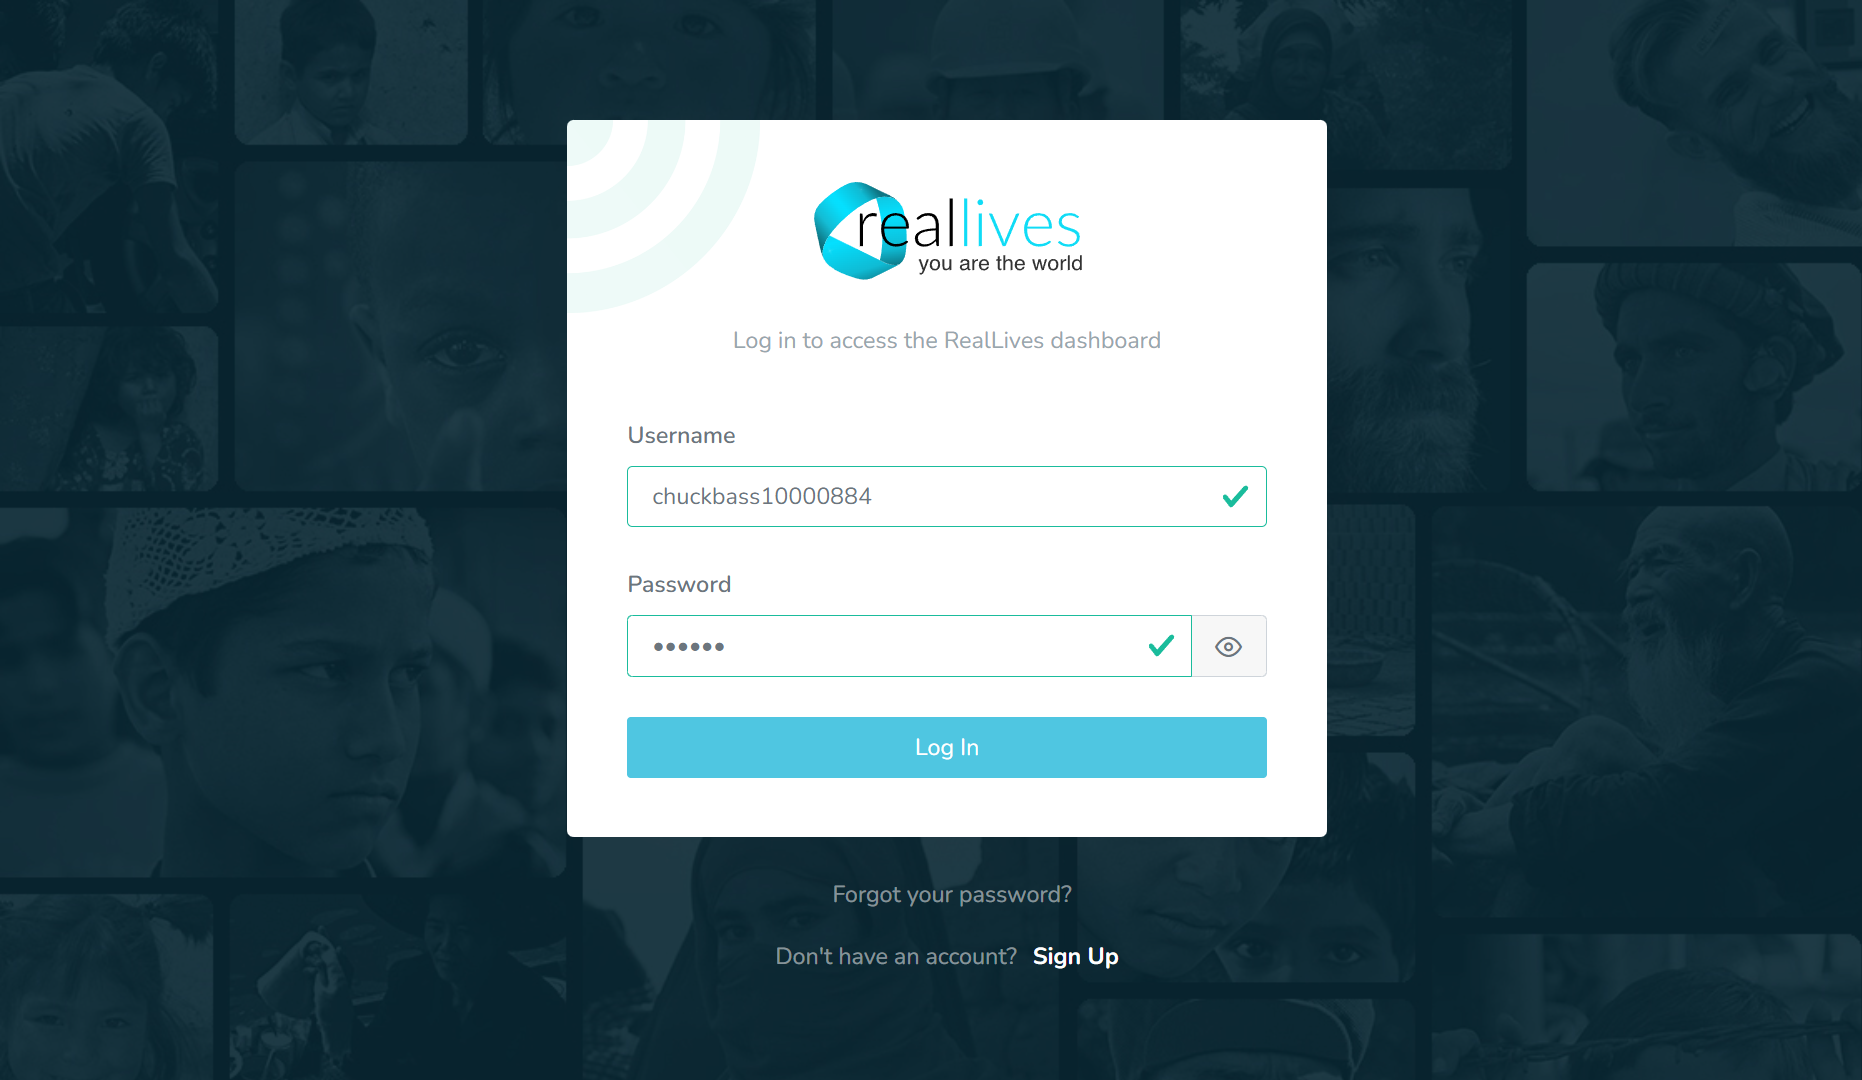 reallives
you are the world
Log in to access the RealLives dashboard
Username
chuckbass10000884
Password
••••••
Log In
Forgot your password?
Don't have an account? Sign Up